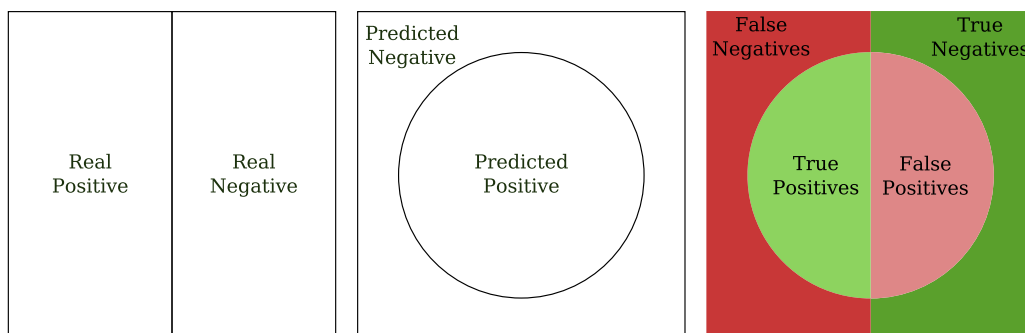 Real
Positive
Real
Negative
Predicted
Negative
Predicted
Positive
False
Negatives
True
Negatives
True
Positives
False
Positives